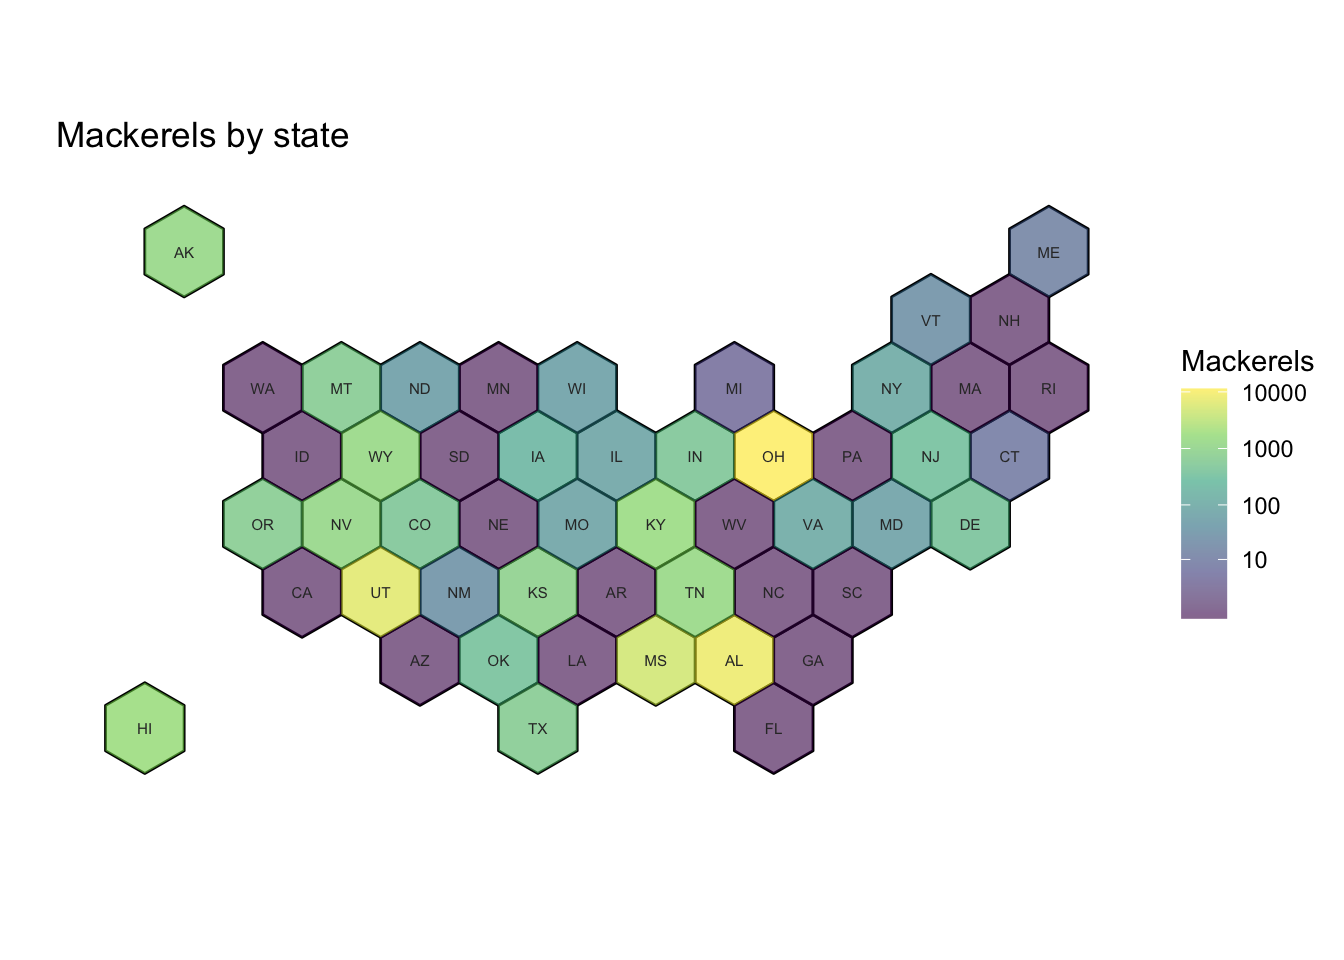 Mackerels by state
AK
ME
VT NH
WA MT ND MN WI MI NY MA RI
ID WY SD IA IL IN OH PA NJ CT
OR NV CO NE MO KY WV VA MD DE
CA UT NM KS AR TN NC SC
AZ OK LA MS AL GA
HI TX FL
Mackerels
10000
1000
100
10